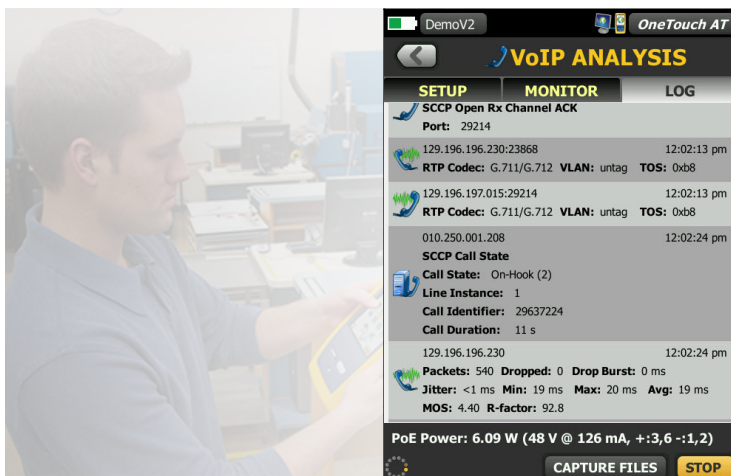 DemoV2
OneTouch AT
VoIP ANALYSIS
SETUP MONITOR LOG
SCCP Open Rx Channel ACK
Port: 29214
129.196.196.230:23868 12:02:13 pm
RTP Codec: G.711/G.712 VLAN: untag TOS: 0xb8
129.196.197.015:29214 12:02:13 pm
RTP Codec: G.711/G.712 VLAN: untag TOS: 0xb8
010.250.001.208 12:02:24 pm
SCCP Call State
Call State: On-Hook (2)
Line Instance: 1
Call Identifier: 29637224
Call Duration: 11 s
129.196.196.230 12:02:24 pm
Packets: 540 Dropped: 0 Drop Burst: 0 ms
Jitter: <1 ms Min: 19 ms Max: 20 ms Avg: 19 ms
MOS: 4.40 R-factor: 92.8
PoE Power: 6.09 W (48 V @ 126 mA, +:3,6 -:1,2)
CAPTURE FILES STOP